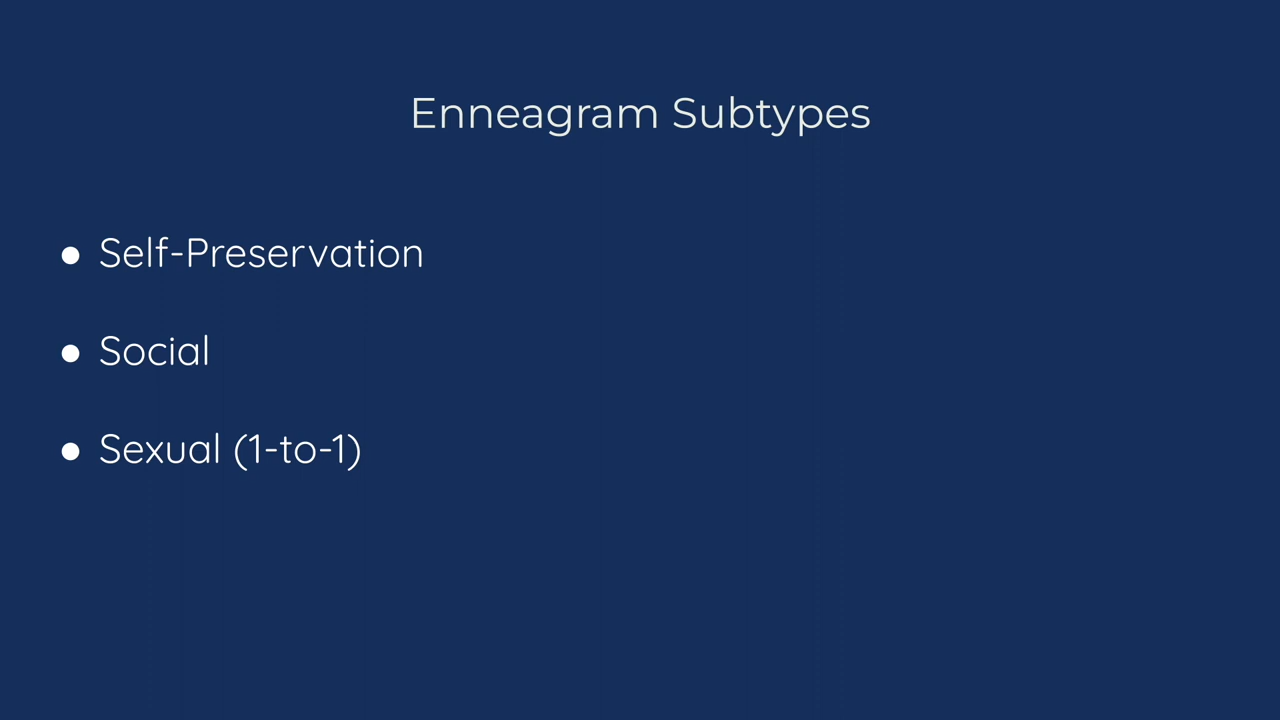 Enneagram Subtypes
● Self-Preservation
● Social
● Sexual (1-to-1)